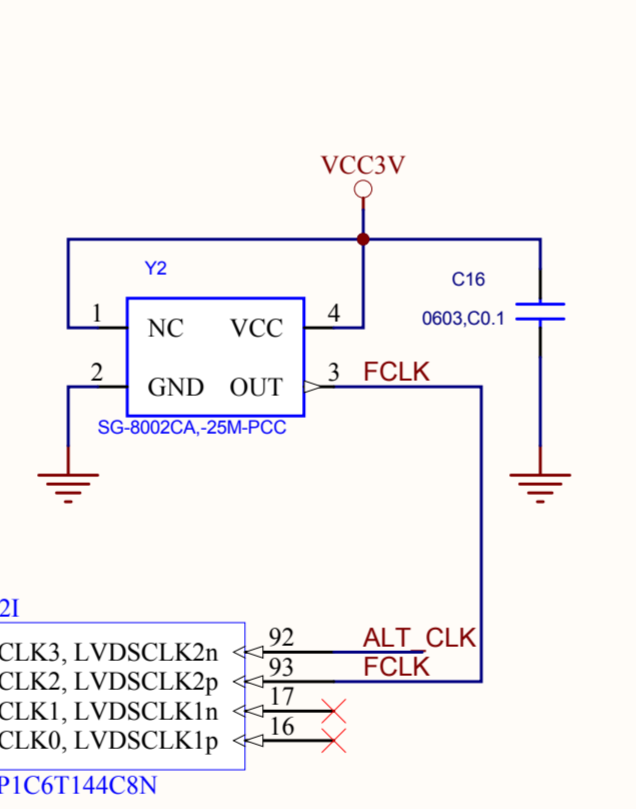 VCC3V
Y2
C16
1
NC
VCC
4
0603,C0.1
2
GND
OUT
3
FCLK
SG-8002CA,-25M-PCC
2I
CLK3, LVDSCLK2n
92
ALT_CLK
CLK2, LVDSCLK2p
93
FCLK
CLK1, LVDSCLK1n
17
CLK0, LVDSCLK1p
16
P1C6T144C8N